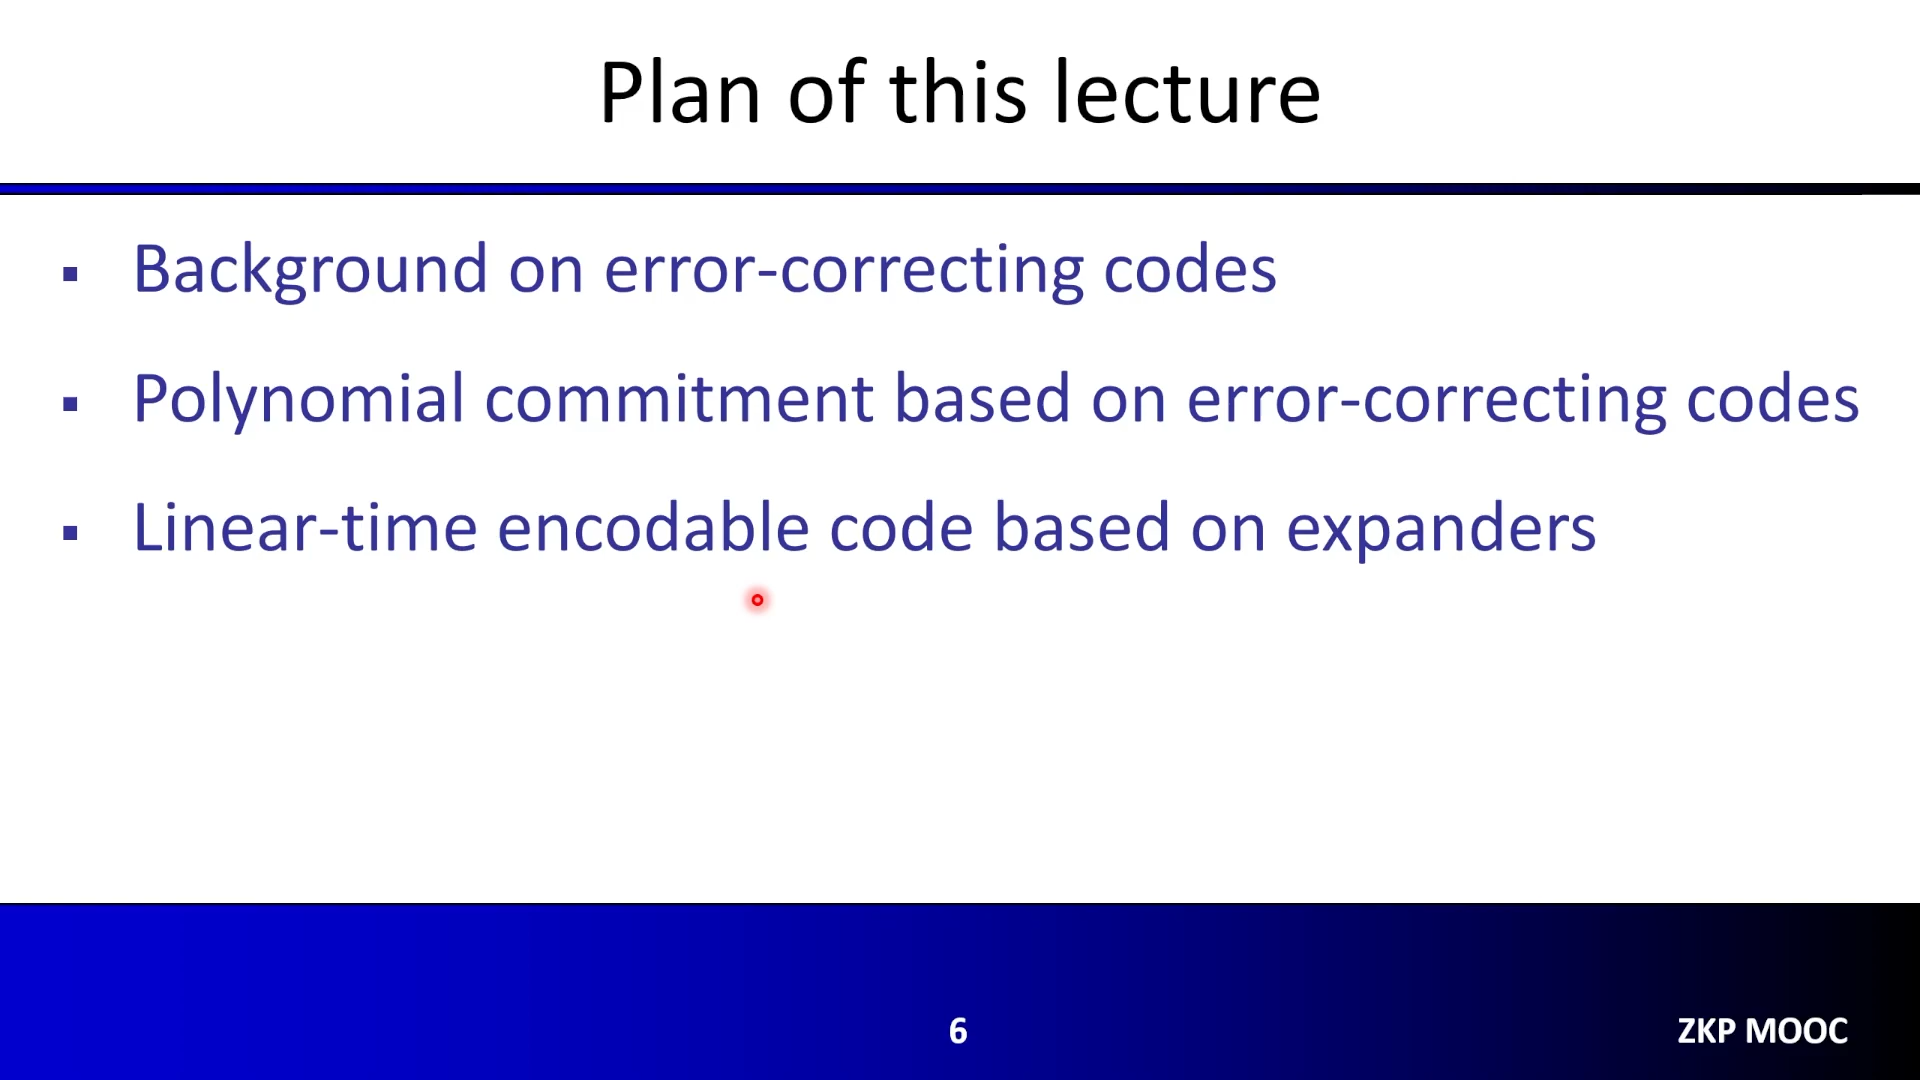 Plan of this lecture
▪ Background on error-correcting codes
▪ Polynomial commitment based on error-correcting codes
▪ Linear-time encodable code based on expanders
6
ZKP MOOC